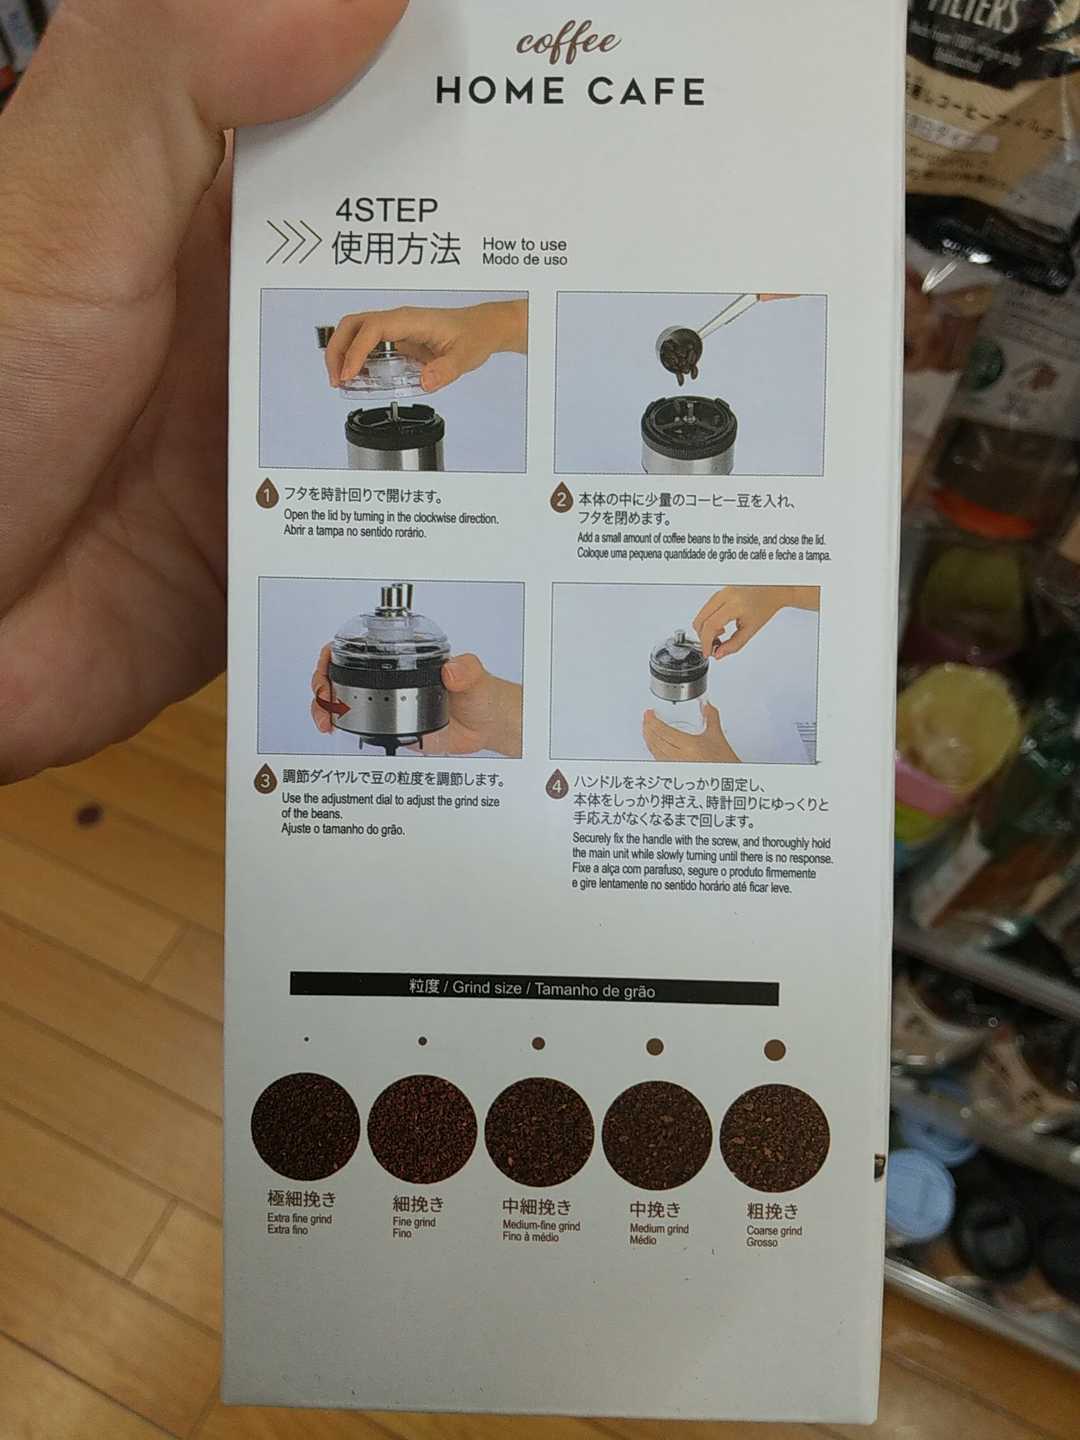 coffee
HOME CAFE
4STEP
使用方法
How to use
Modo de uso
1 フタを時計回りで開けます。
Open the lid by turning in the clockwise direction.
Abrir a tampa no sentido rorário.
2 本体の中に少量のコーヒー豆を入れ、
フタを閉めます。
Add a small amount of coffee beans to the inside, and close the lid.
Coloque uma pequena quantidade de grão de café e feche a tampa.
3 調節ダイヤルで豆の粒度を調節します。
Use the adjustment dial to adjust the grind size
of the beans.
Ajuste o tamanho do grão.
4 ハンドルをネジでしっかり固定し、
本体をしっかり押さえ、時計回りにゆっくりと
手応えがなくなるまで回します。
Securely fix the handle with the screw, and thoroughly hold
the main unit while slowly turning until there is no response.
Fixe a alça com parafuso, segure o produto firmemente
e gire lentamente no sentido horário até ficar leve.
粒度 / Grind size / Tamanho de grão
極細挽き
Extra fine grind
Extra fino
細挽き
Fine grind
Fino
中細挽き
Medium-fine grind
Fino à médio
中挽き
Medium grind
Médio
粗挽き
Coarse grind
Grosso
FILTERS